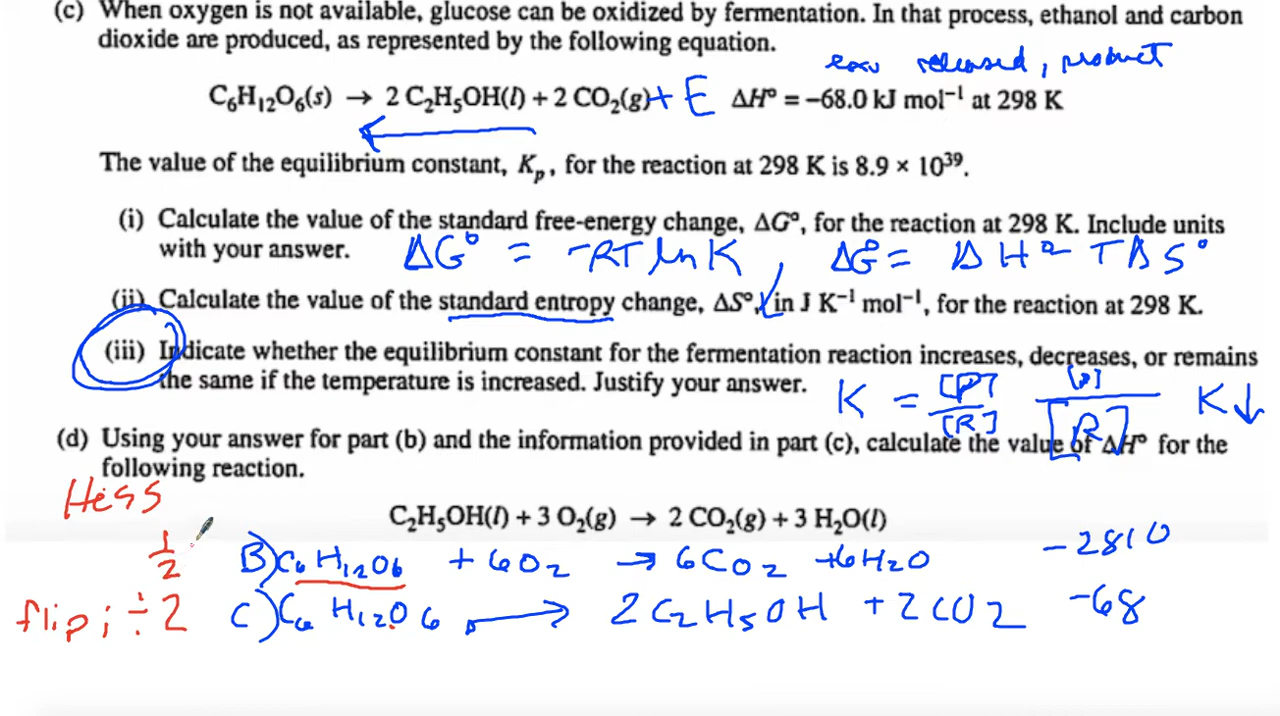 (c) When oxygen is not available, glucose can be oxidized by fermentation. In that process, ethanol and carbon
dioxide are produced, as represented by the following equation.
released, product
C₆H₁₂O₆(s) → 2 C₂H₅OH(l) + 2 CO₂(g) + E ΔH° = −68.0 kJ mol⁻¹ at 298 K
The value of the equilibrium constant, Kₚ, for the reaction at 298 K is 8.9 × 10³⁹.
(i) Calculate the value of the standard free-energy change, ΔG°, for the reaction at 298 K. Include units
with your answer. ΔG° = -RT ln K, ΔG° = ΔH° - TΔS°
(ii) Calculate the value of the standard entropy change, ΔS°, in J K⁻¹ mol⁻¹, for the reaction at 298 K.
(iii) Indicate whether the equilibrium constant for the fermentation reaction increases, decreases, or remains
the same if the temperature is increased. Justify your answer. K = [P]/[R] [P]/[R] K ↓
(d) Using your answer for part (b) and the information provided in part (c), calculate the value of ΔH° for the
following reaction.
Hess
C₂H₅OH(l) + 3 O₂(g) → 2 CO₂(g) + 3 H₂O(l)
1/2 B) C₆H₁₂O₆ + 6O₂ → 6CO₂ + 6H₂O -2810
flip; ÷2 C) C₆H₁₂O₆ → 2C₂H₅OH + 2CO₂ -68